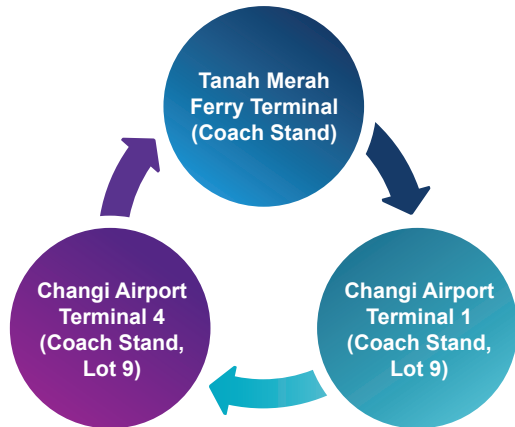 Tanah Merah
Ferry Terminal
(Coach Stand)
Changi Airport
Terminal 1
(Coach Stand,
Lot 9)
Changi Airport
Terminal 4
(Coach Stand,
Lot 9)